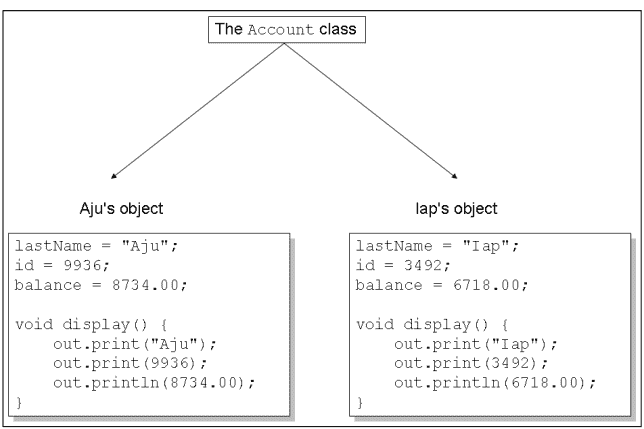 The Account class
Aju's object
lastName = "Aju";
id = 9936;
balance = 8734.00;
void display() {
out.print("Aju");
out.print(9936);
out.println(8734.00);
}
Iap's object
lastName = "Iap";
id = 3492;
balance = 6718.00;
void display() {
out.print("Iap");
out.print(3492);
out.println(6718.00);
}